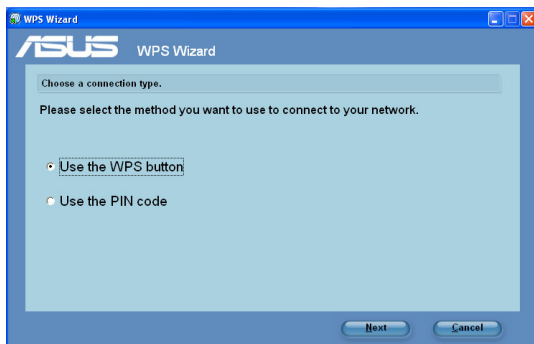 WPS Wizard
ASUS WPS Wizard
Choose a connection type.
Please select the method you want to use to connect to your network.
Use the WPS button
Use the PIN code
Next Cancel